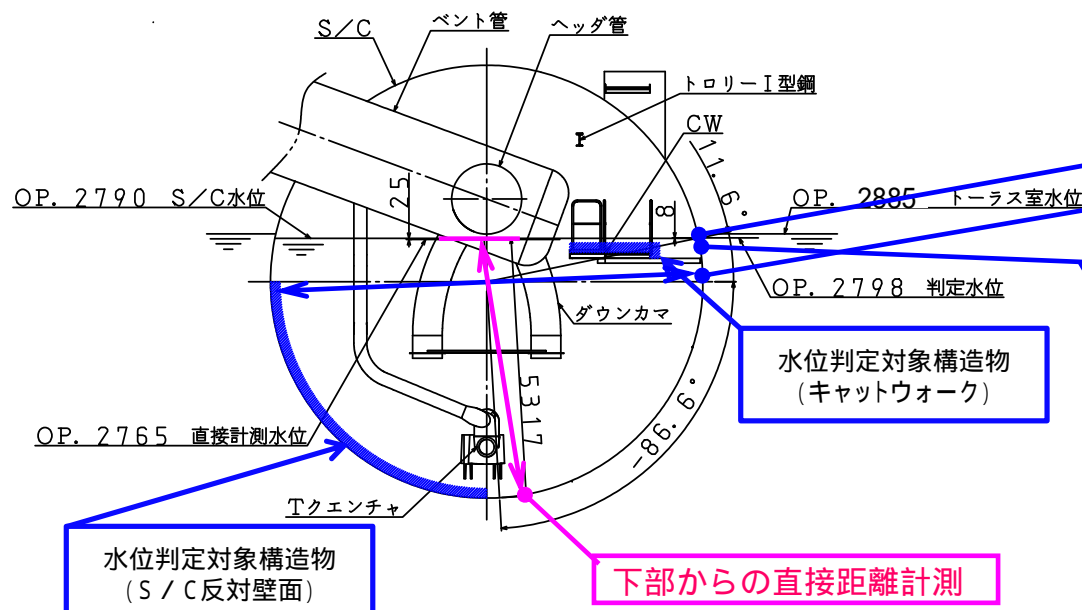 S/C
ベント管
ヘッダ管
トロリーI型鋼
CW
11.6°
OP. 2790 S/C水位
25
8
OP. 2885 トーラス室水位
OP. 2798 判定水位
ダウンカマ
水位判定対象構造物
(キャットウォーク)
5317
-86.6°
OP. 2765 直接計測水位
Tクエンチャ
水位判定対象構造物
(S/C反対壁面)
下部からの直接距離計測